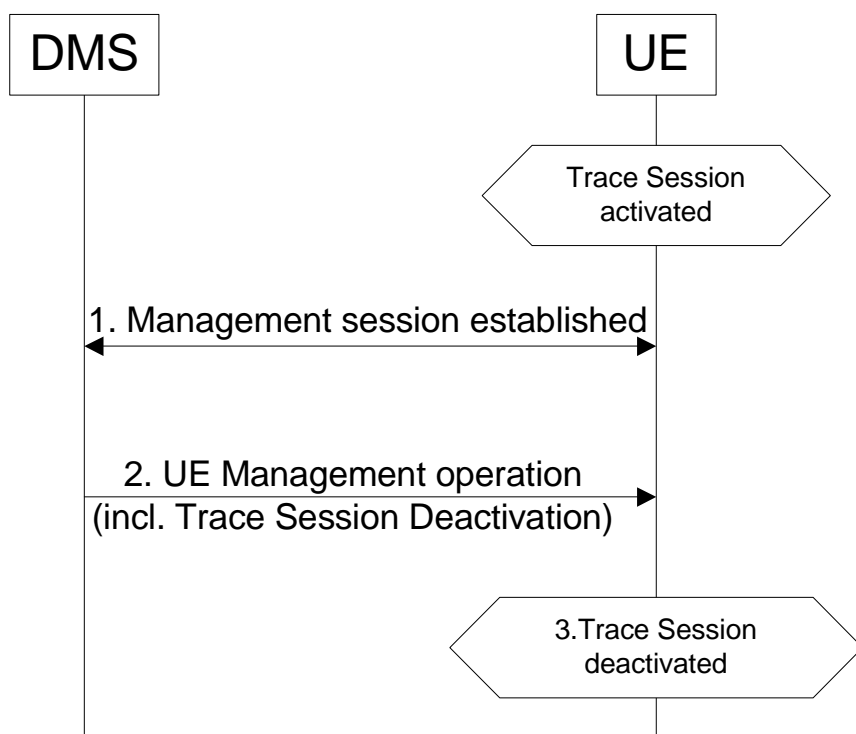 DMS
UE
Trace Session
activated
1. Management session established
2. UE Management operation
(incl. Trace Session Deactivation)
3.Trace Session
deactivated